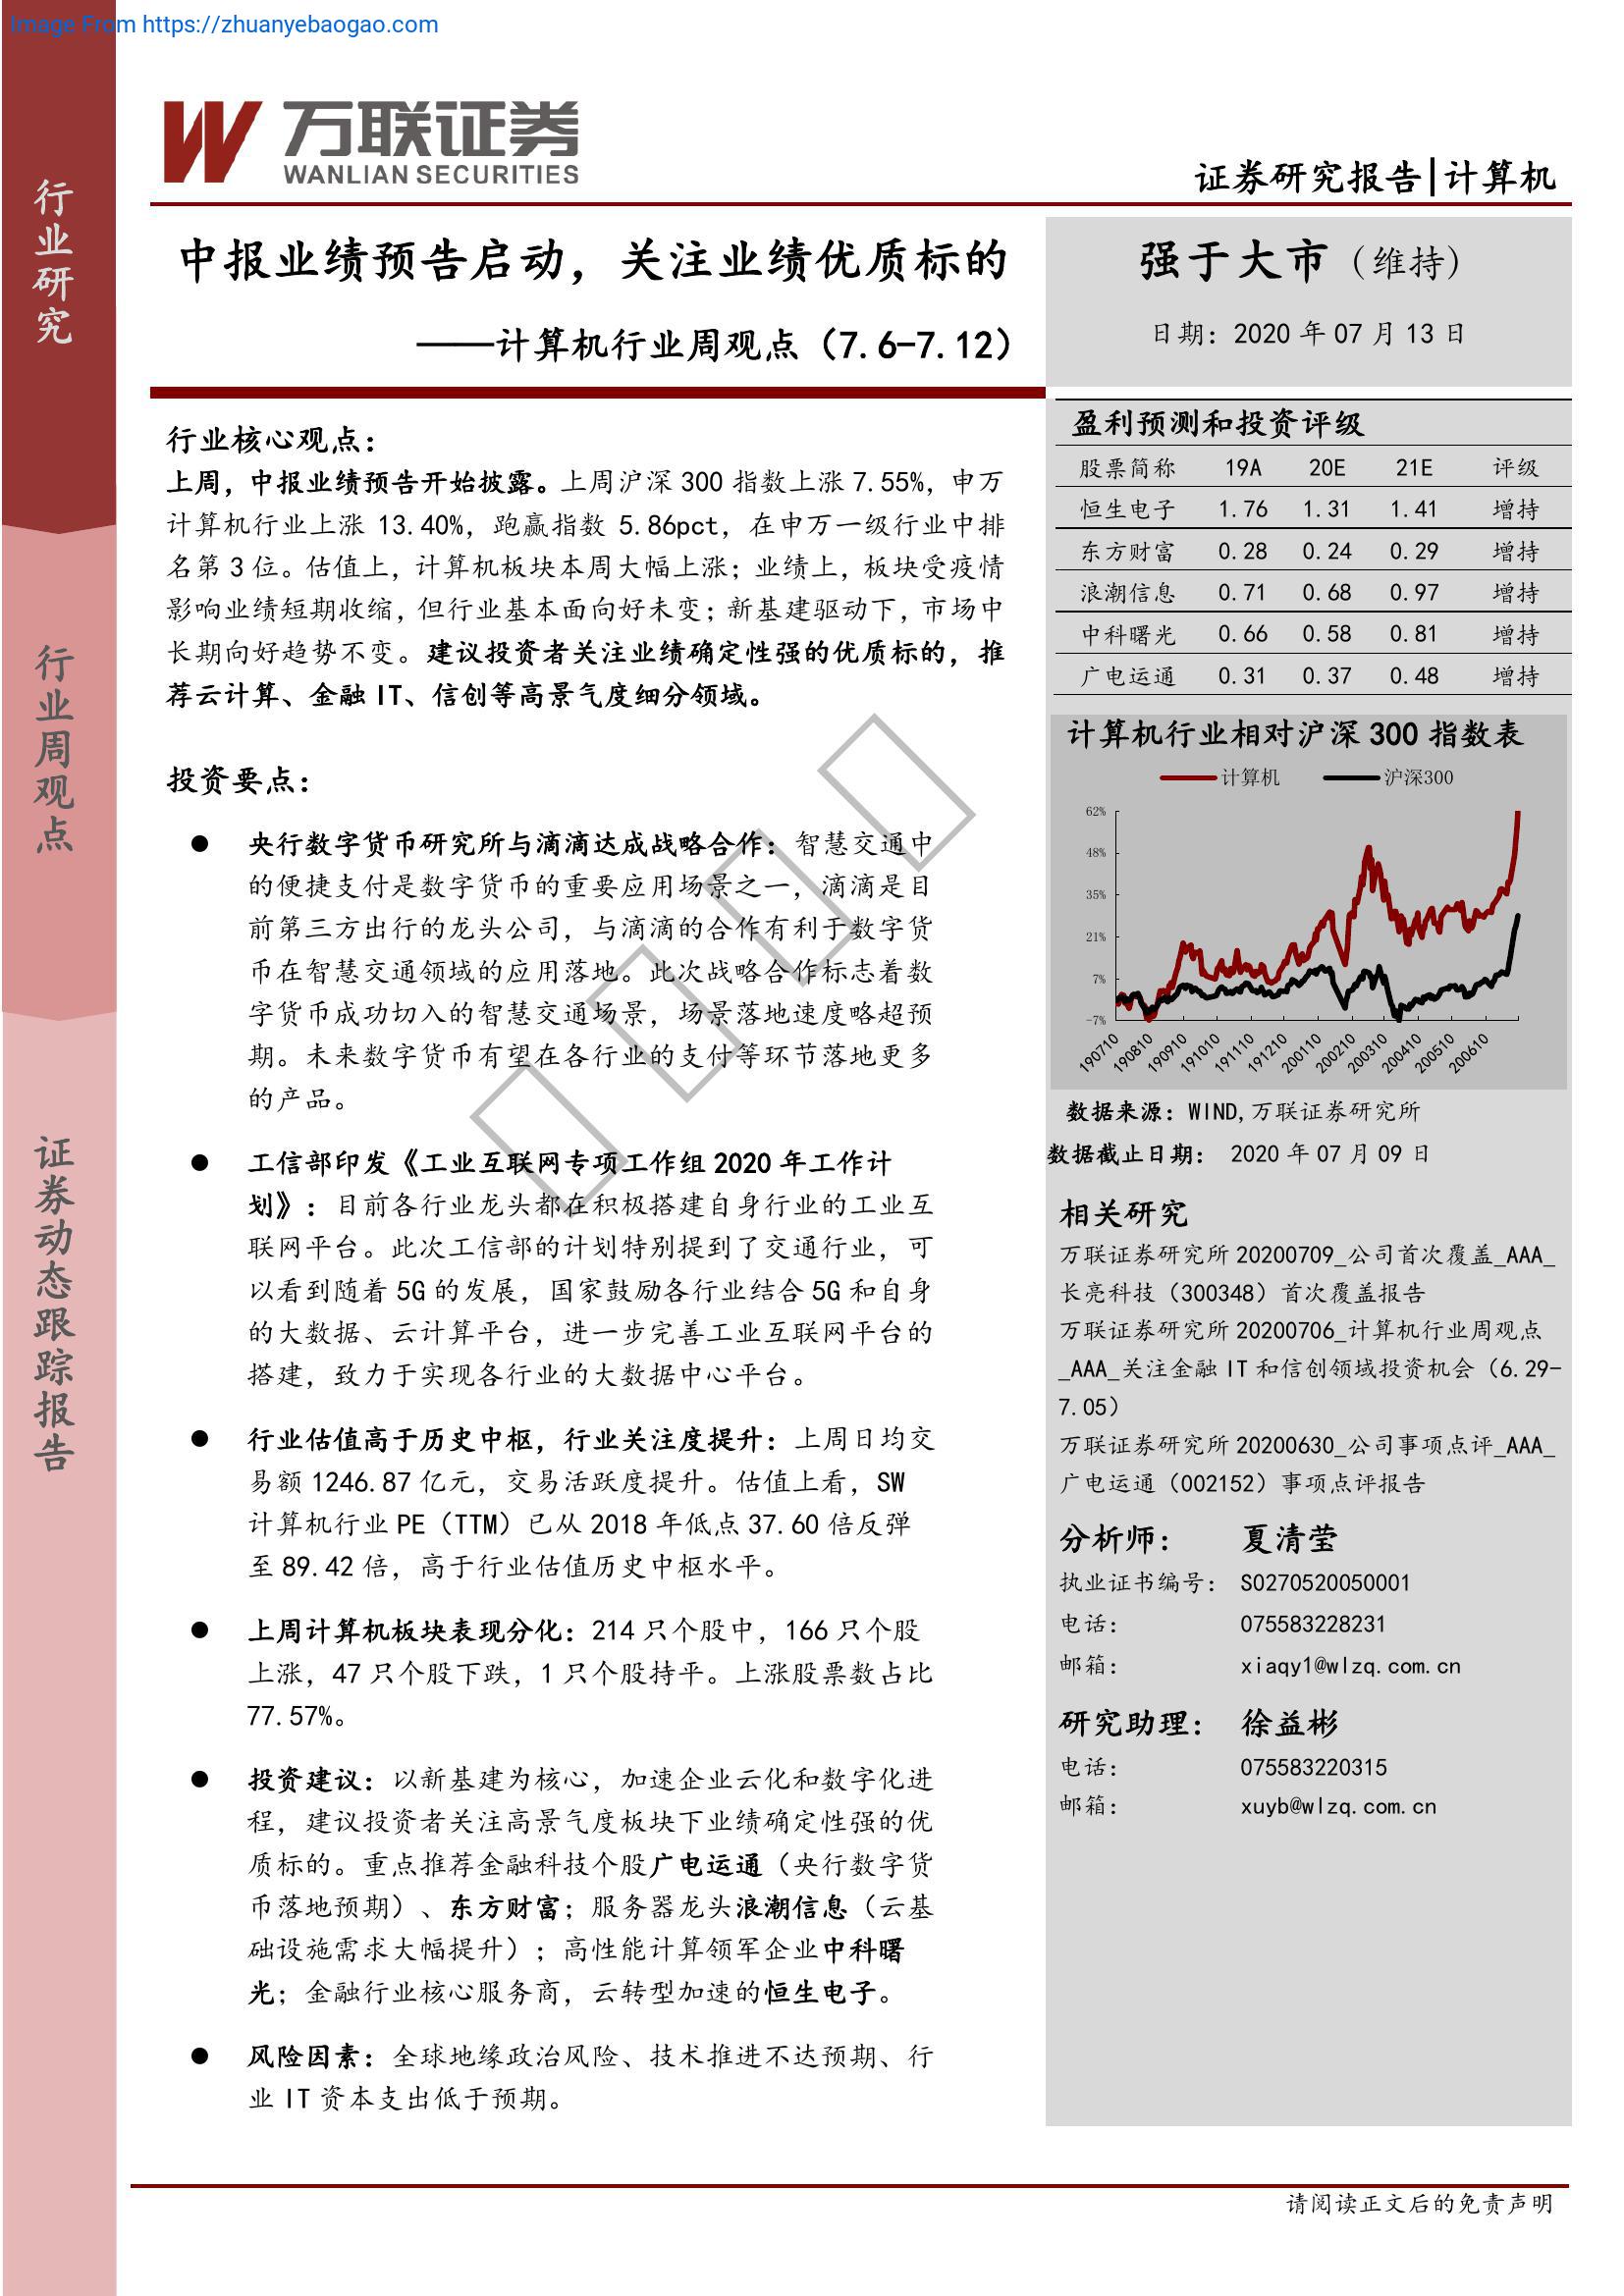 Image From https://zhuanyebaogao.com
万联证券
WANLIAN SECURITIES
证券研究报告|计算机
行业研究
行业周观点
证券动态跟踪报告
中报业绩预告启动，关注业绩优质标的
——计算机行业周观点（7.6-7.12）
强于大市（维持）
日期：2020 年 07 月 13 日
行业核心观点：
上周，中报业绩预告开始披露。上周沪深 300 指数上涨 7.55%，申万
计算机行业上涨 13.40%，跑赢指数 5.86pct，在申万一级行业中排
名第 3 位。估值上，计算机板块本周大幅上涨；业绩上，板块受疫情
影响业绩短期收缩，但行业基本面向好未变；新基建驱动下，市场中
长期向好趋势不变。建议投资者关注业绩确定性强的优质标的，推
荐云计算、金融 IT、信创等高景气度细分领域。
投资要点：
● 央行数字货币研究所与滴滴达成战略合作：智慧交通中
的便捷支付是数字货币的重要应用场景之一，滴滴是目
前第三方出行的龙头公司，与滴滴的合作有利于数字货
币在智慧交通领域的应用落地。此次战略合作标志着数
字货币成功切入的智慧交通场景，场景落地速度略超预
期。未来数字货币有望在各行业的支付等环节落地更多
的产品。
● 工信部印发《工业互联网专项工作组 2020 年工作计
划》：目前各行业龙头都在积极搭建自身行业的工业互
联网平台。此次工信部的计划特别提到了交通行业，可
以看到随着 5G 的发展，国家鼓励各行业结合 5G 和自身
的大数据、云计算平台，进一步完善工业互联网平台的
搭建，致力于实现各行业的大数据中心平台。
● 行业估值高于历史中枢，行业关注度提升：上周日均交
易额 1246.87 亿元，交易活跃度提升。估值上看，SW
计算机行业 PE（TTM）已从 2018 年低点 37.60 倍反弹
至 89.42 倍，高于行业估值历史中枢水平。
● 上周计算机板块表现分化：214 只个股中，166 只个股
上涨，47 只个股下跌，1 只个股持平。上涨股票数占比
77.57%。
● 投资建议：以新基建为核心，加速企业云化和数字化进
程，建议投资者关注高景气度板块下业绩确定性强的优
质标的。重点推荐金融科技个股广电运通（央行数字货
币落地预期）、东方财富；服务器龙头浪潮信息（云基
础设施需求大幅提升）；高性能计算领军企业中科曙
光；金融行业核心服务商，云转型加速的恒生电子。
● 风险因素：全球地缘政治风险、技术推进不达预期、行
业 IT 资本支出低于预期。
盈利预测和投资评级
股票简称 19A 20E 21E 评级
恒生电子 1.76 1.31 1.41 增持
东方财富 0.28 0.24 0.29 增持
浪潮信息 0.71 0.68 0.97 增持
中科曙光 0.66 0.58 0.81 增持
广电运通 0.31 0.37 0.48 增持
计算机行业相对沪深 300 指数表
计算机 沪深300
62%
48%
35%
21%
7%
-7%
190710 190810 190910 191010 191110 191210 200110 200210 200310 200410 200510 200610
数据来源：WIND,万联证券研究所
数据截止日期： 2020 年 07 月 09 日
相关研究
万联证券研究所 20200709_公司首次覆盖_AAA_
长亮科技（300348）首次覆盖报告
万联证券研究所 20200706_计算机行业周观点
_AAA_关注金融 IT 和信创领域投资机会（6.29-
7.05）
万联证券研究所 20200630_公司事项点评_AAA_
广电运通（002152）事项点评报告
分析师： 夏清莹
执业证书编号： S0270520050001
电话： 075583228231
邮箱： xiaqy1@wlzq.com.cn
研究助理： 徐益彬
电话： 075583220315
邮箱： xuyb@wlzq.com.cn
请阅读正文后的免责声明